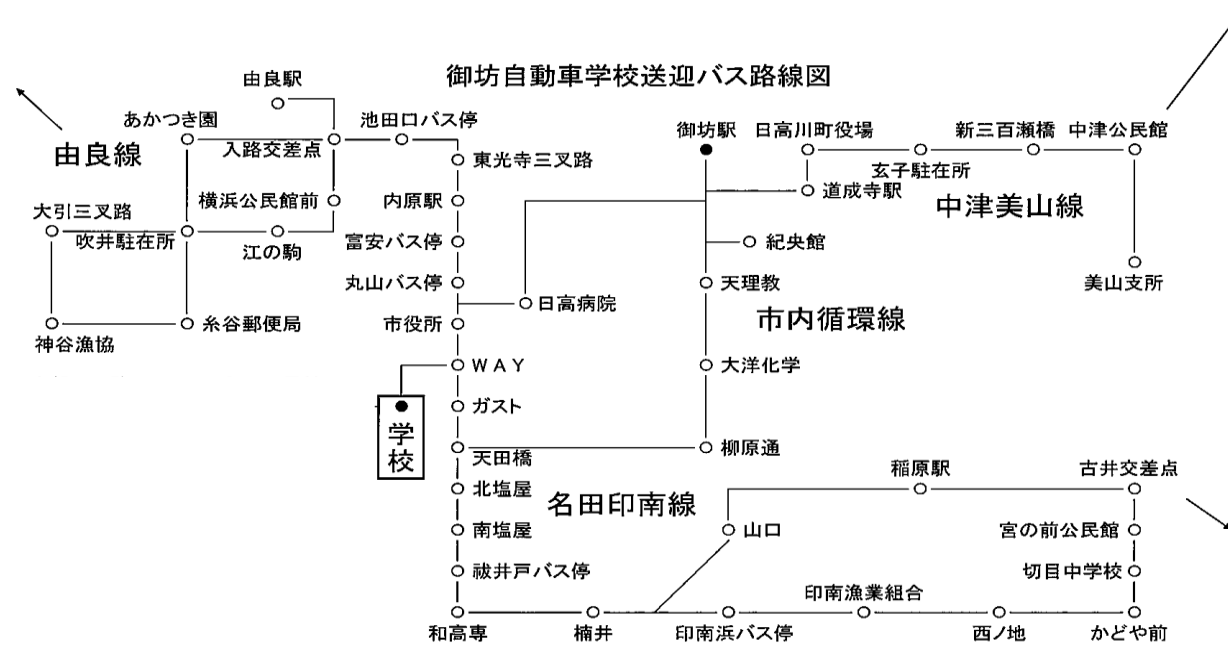 御坊自動車学校送迎バス路線図
由良駅
あかつき園
池田口バス停
御坊駅
日高川町役場
新三百瀬橋
中津公民館
由良線
入路交差点
東光寺三叉路
玄子駐在所
道成寺駅
中津美山線
横浜公民館前
内原駅
大引三叉路
吹井駐在所
江の駒
富安バス停
紀央館
丸山バス停
天理教
美山支所
日高病院
神谷漁協
糸谷郵便局
市役所
市内循環線
WAY
大洋化学
ガスト
学校
天田橋
柳原通
稲原駅
古井交差点
北塩屋
名田印南線
南塩屋
山口
宮の前公民館
祓井戸バス停
切目中学校
印南漁業組合
和高専
楠井
印南浜バス停
西ノ地
かどや前